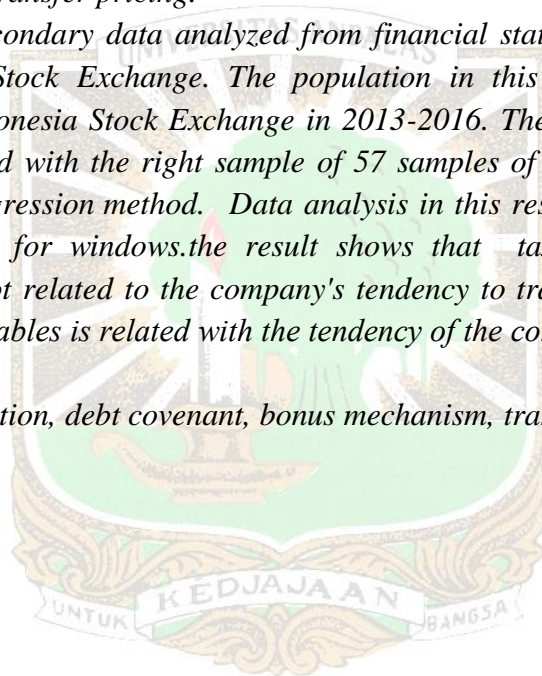 transfer pricing.
UNIVERSITAS ANDALAS
condary data analyzed from financial stat
Stock Exchange. The population in this
onesia Stock Exchange in 2013-2016. The
d with the right sample of 57 samples of
gression method. Data analysis in this res
for windows.the result shows that ta
ot related to the company's tendency to tra
ables is related with the tendency of the co
tion, debt covenant, bonus mechanism, tran
UNTUK KEDJAJAAN BANGSA